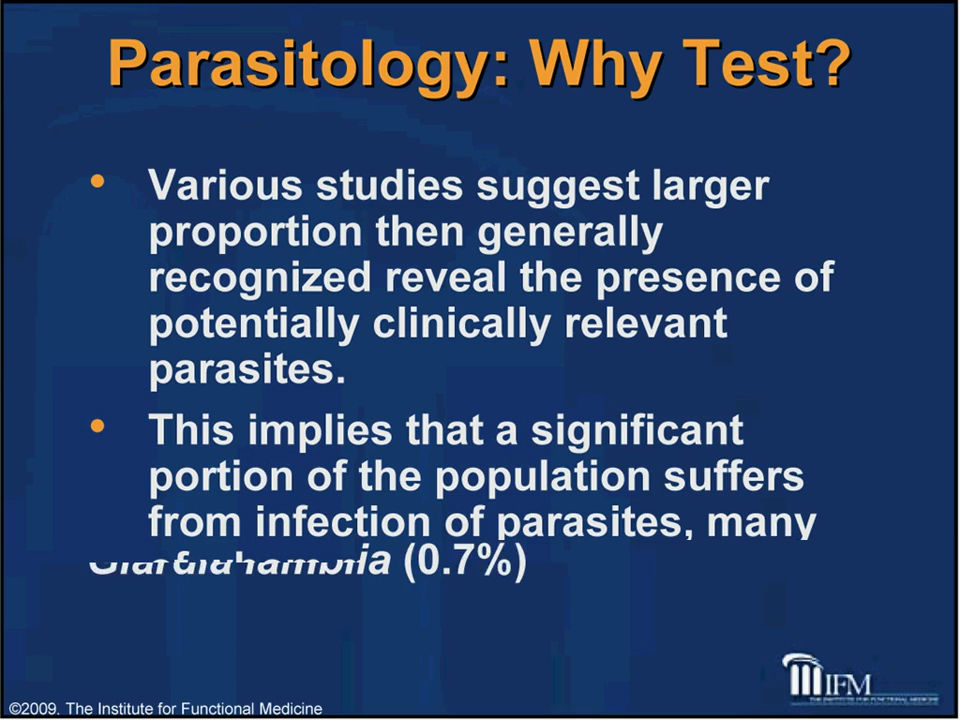 Parasitology: Why Test?
• Various studies suggest larger
proportion then generally
recognized reveal the presence of
potentially clinically relevant
parasites.
• This implies that a significant
portion of the population suffers
from infection of parasites, many
(0.7%)
IFM
THE INSTITUTE FOR FUNCTIONAL MEDICINE
©2009. The Institute for Functional Medicine